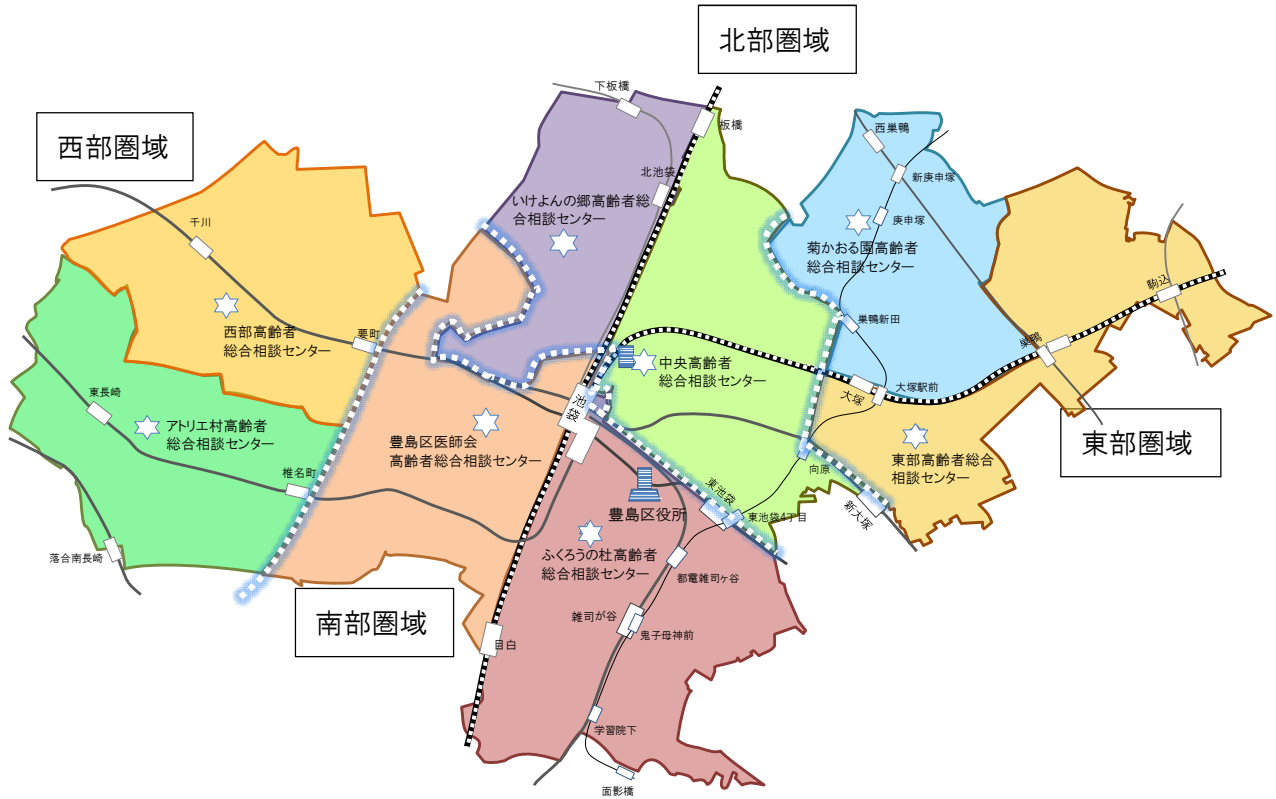 北部圏域
西部圏域
南部圏域
東部圏域
下板橋
板橋
北池袋
西巣鴨
新庚申塚
庚申塚
千川
いけよんの郷高齢者総
合相談センター
菊かおる園高齢者
総合相談センター
駒込
西部高齢者
総合相談センター
要町
巣鴨新田
巣鴨
中央高齢者
総合相談センター
大塚
大塚駅前
東長崎
アトリエ村高齢者
総合相談センター
池袋
豊島区医師会
高齢者総合相談センター
東部高齢者総合
相談センター
向原
椎名町
東池袋
東池袋4丁目
新大塚
豊島区役所
落合南長崎
ふくろうの杜高齢者
総合相談センター
都電雑司ヶ谷
雑司が谷
鬼子母神前
目白
学習院下
面影橋